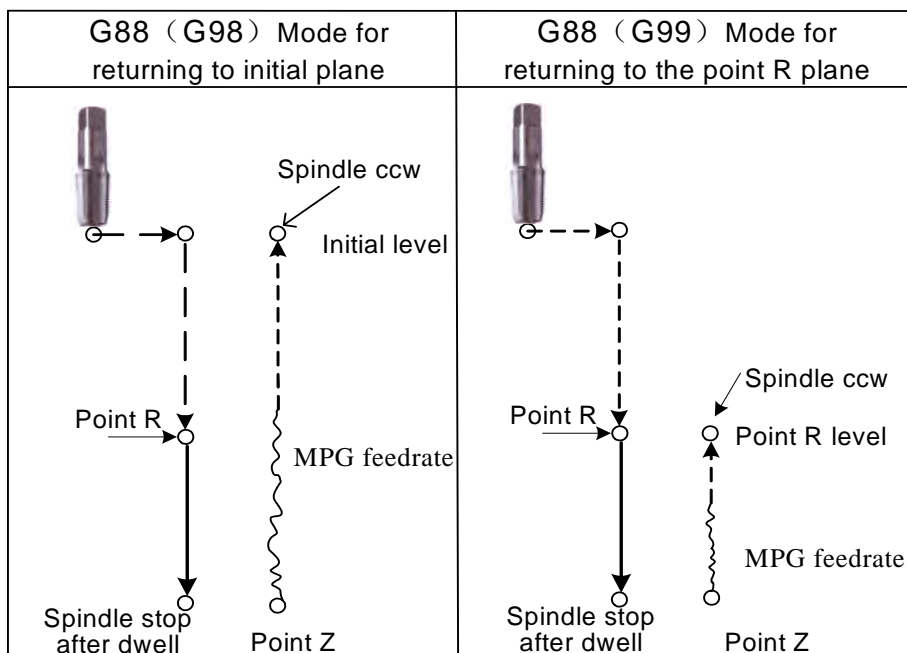 G88（G98）Mode for
returning to initial plane
Spindle ccw
Initial level
Point R
MPG feedrate
Spindle stop
after dwell
Point Z
G88（G99）Mode for
returning to the point R plane
Spindle ccw
Point R
Point R level
MPG feedrate
Spindle stop
after dwell
Point Z